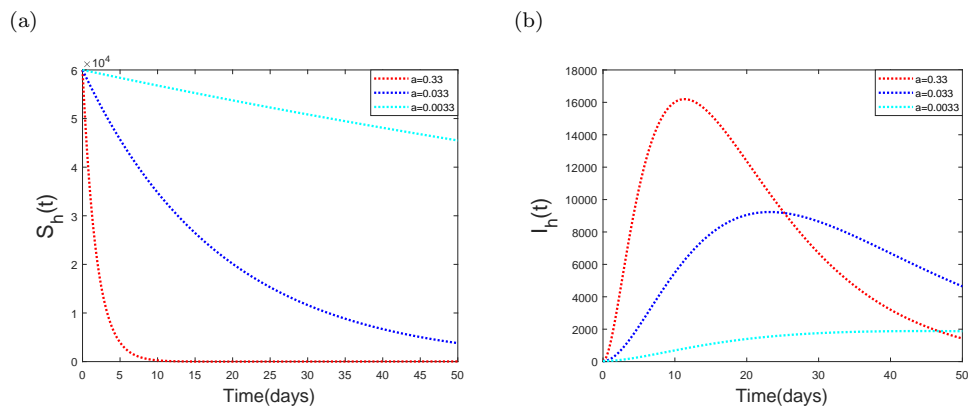 (a)
×10⁴
6
5
4
3
2
1
0
0 5 10 15 20 25 30 35 40 45 50
S_h(t)
Time(days)
a=0.33
a=0.033
a=0.0033
(b)
18000
16000
14000
12000
10000
8000
6000
4000
2000
0
0 10 20 30 40 50
I_h(t)
Time(days)
a=0.33
a=0.033
a=0.0033